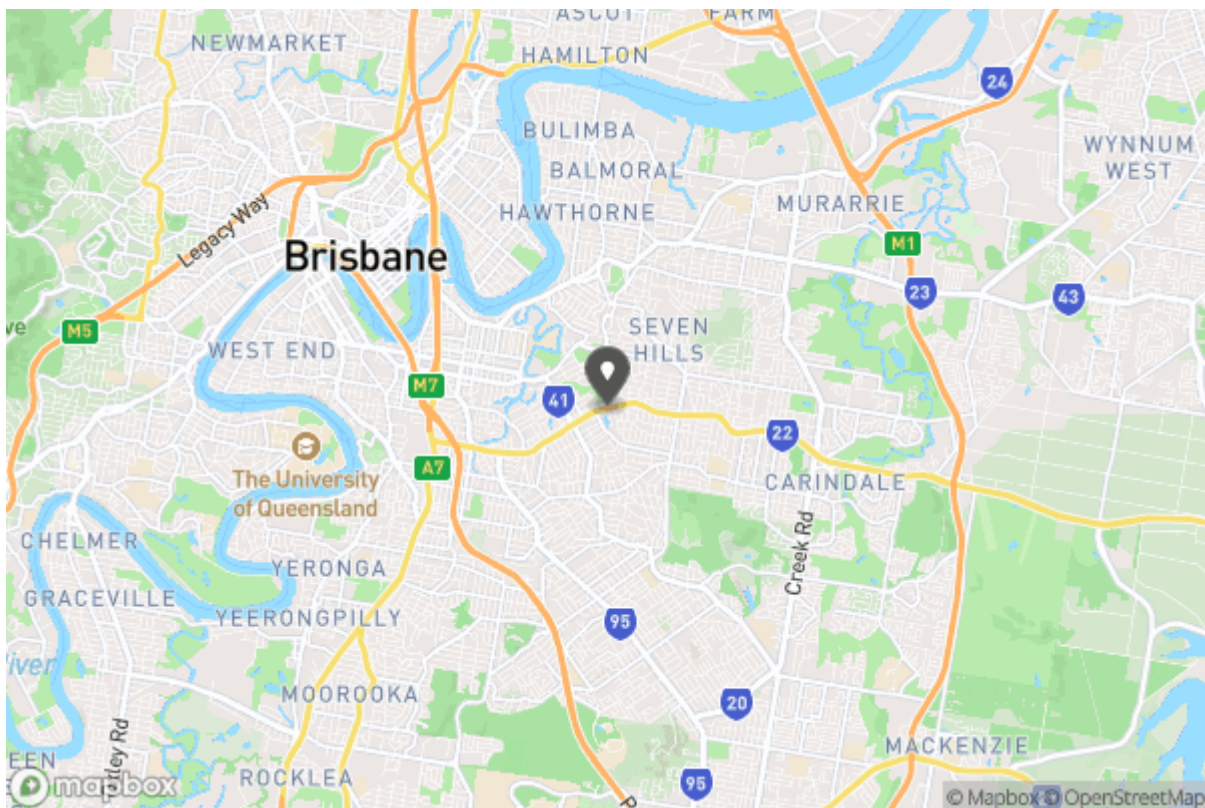 ASCOT
FARM
NEWMARKET
HAMILTON
24
BULIMBA
WYNNUM
WEST
BALMORAL
MURARRIE
HAWTHORNE
Legacy Way
Brisbane
M1
23
43
M5
SEVEN
HILLS
WEST END
M7
41
22
The University
of Queensland
A7
CARINDALE
CHELMER
Creek Rd
YERONGA
GRACEVILLE
YEERONGPILLY
95
MOOROOKA
20
MACKENZIE
ROCKLEA
95
mapbox
© Mapbox © OpenStreetMap